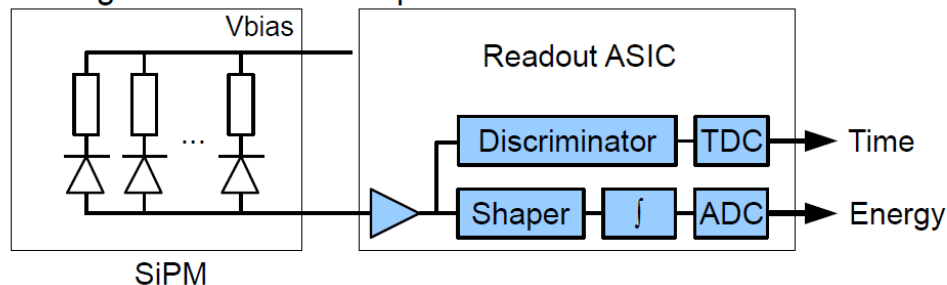 Vbias
Readout ASIC
...
Discriminator
TDC
Time
Shaper
∫
ADC
Energy
SiPM